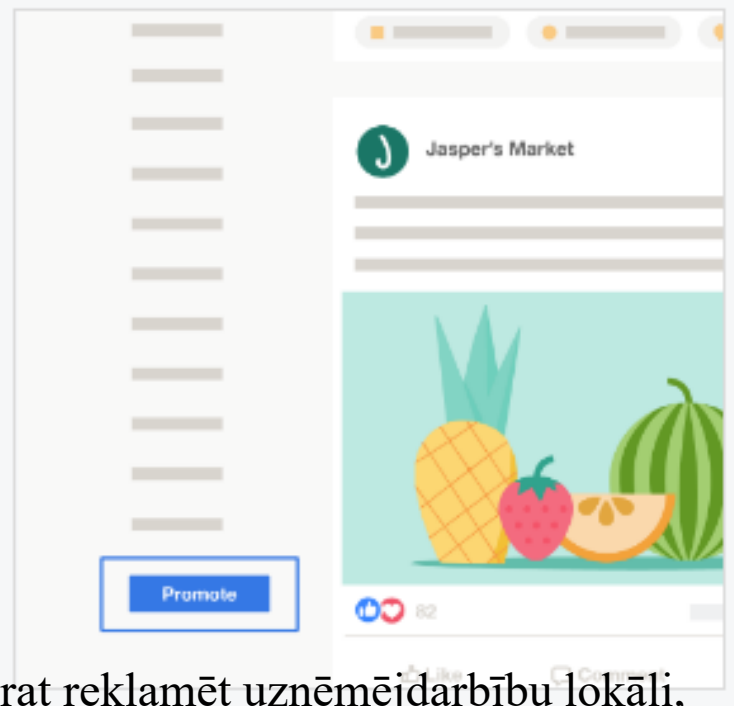 Jasper's Market
Promote
82
Like Comment
rat reklamēt uzņēmējdarbību lokāli,